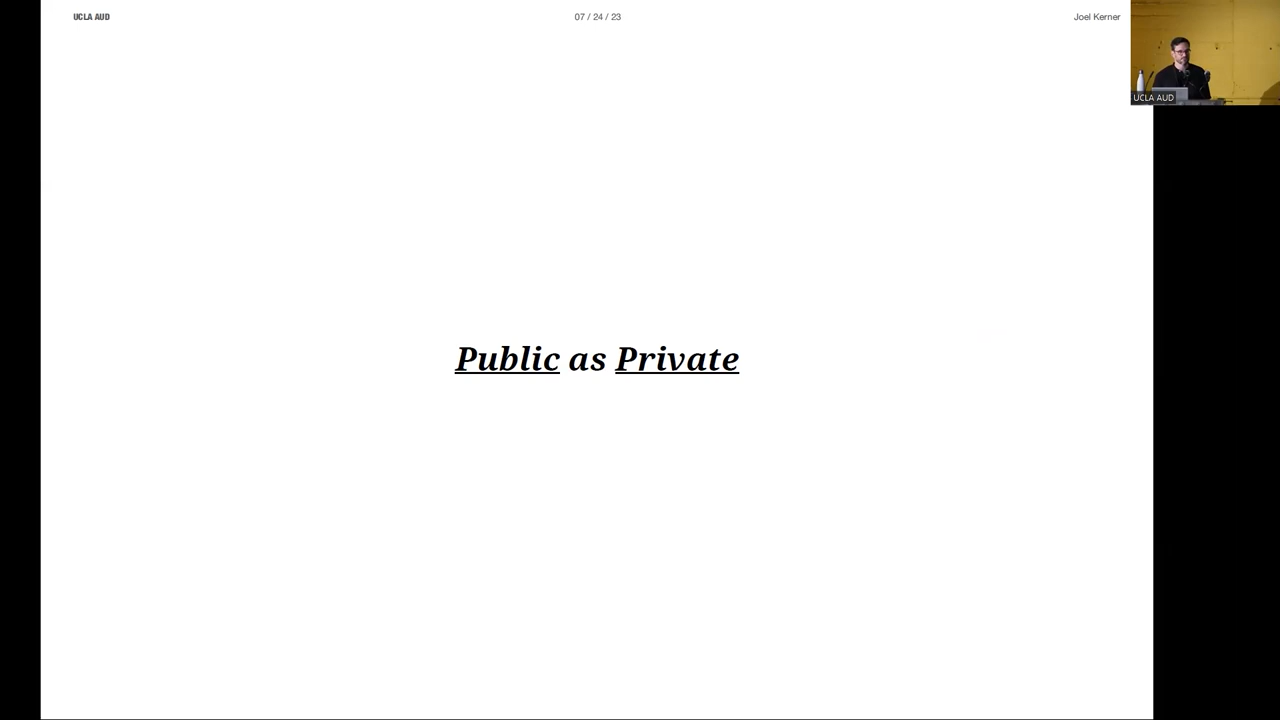 UCLA AUD
07 / 24 / 23
Joel Kerner
UCLA AUD
Public as Private